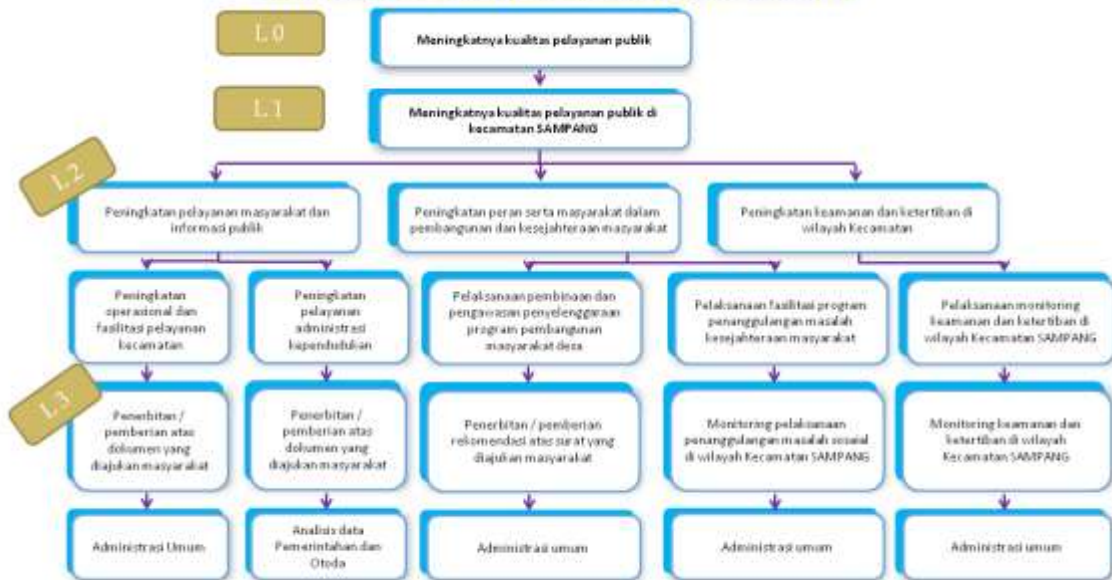 L 0
Meningkatnya kualitas pelayanan publik
L 1
Meningkatnya kualitas pelayanan publik di
kecamatan SAMPANG
L 2
Peningkatan pelayanan masyarakat dan
informasi publik
Peningkatan peran serta masyarakat dalam
pembangunan dan kesejahteraan masyarakat
Peningkatan keamanan dan ketertiban di
wilayah Kecamatan
Peningkatan
operasional dan
fasilitasi pelayanan
kecamatan
Peningkatan
pelayanan
administrasi
kependudukan
Pelaksanaan pembinaan dan
pengawasan penyelenggaraan
program pembangunan
masyarakat desa
Pelaksanaan fasilitasi program
penanggulangan masalah
kesejahteraan masyarakat
Pelaksanaan monitoring
keamanan dan ketertiban di
wilayah Kecamatan SAMPANG
L 3
Penerbitan /
pemberian atas
dokumen yang
diajukan masyarakat
Penerbitan /
pemberian atas
dokumen yang
diajukan masyarakat
Penerbitan / pemberian
rekomendasi atas surat yang
diajukan masyarakat
Monitoring pelaksanaan
penanggulangan masalah sosaial
di wilayah Kecamatan SAMPANG
Monitoring keamanan dan
ketertiban di wilayah
Kecamatan SAMPANG
Administrasi Umum
Analisis data
Pemerintahan dan
Otoda
Administrasi umum
Administrasi umum
Administrasi umum